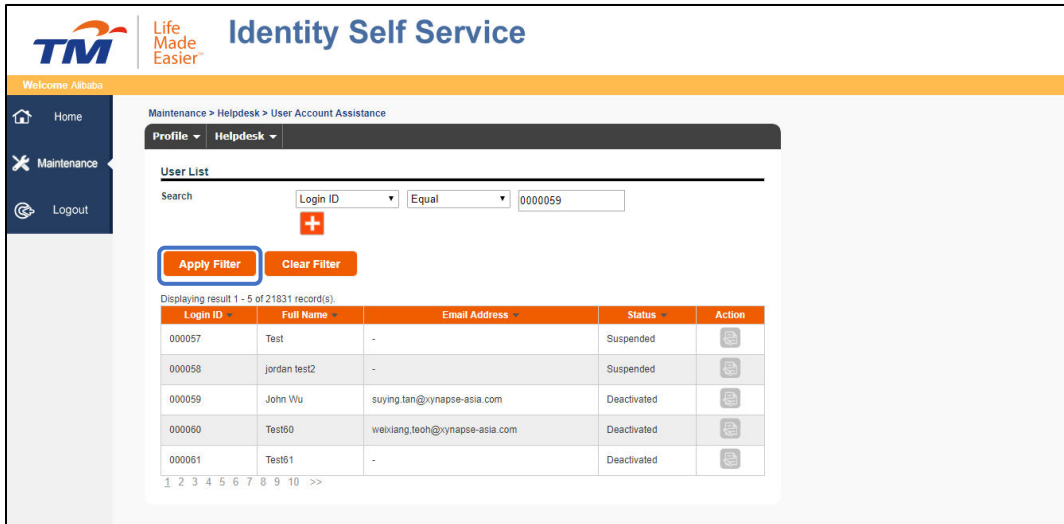 TM
Life
Made
Easier™
Identity Self Service
Welcome Alibaba
Home
Maintenance
Logout
Maintenance > Helpdesk > User Account Assistance
Profile Helpdesk
User List
Search Login ID Equal 0000059
Apply Filter Clear Filter
Displaying result 1 - 5 of 21831 record(s).
Login ID Full Name Email Address Status Action
000057 Test - Suspended
000058 jordan test2 - Suspended
000059 John Wu suying.tan@xynapse-asia.com Deactivated
000060 Test60 weixiang.teoh@xynapse-asia.com Deactivated
000061 Test61 - Deactivated
1 2 3 4 5 6 7 8 9 10 >>